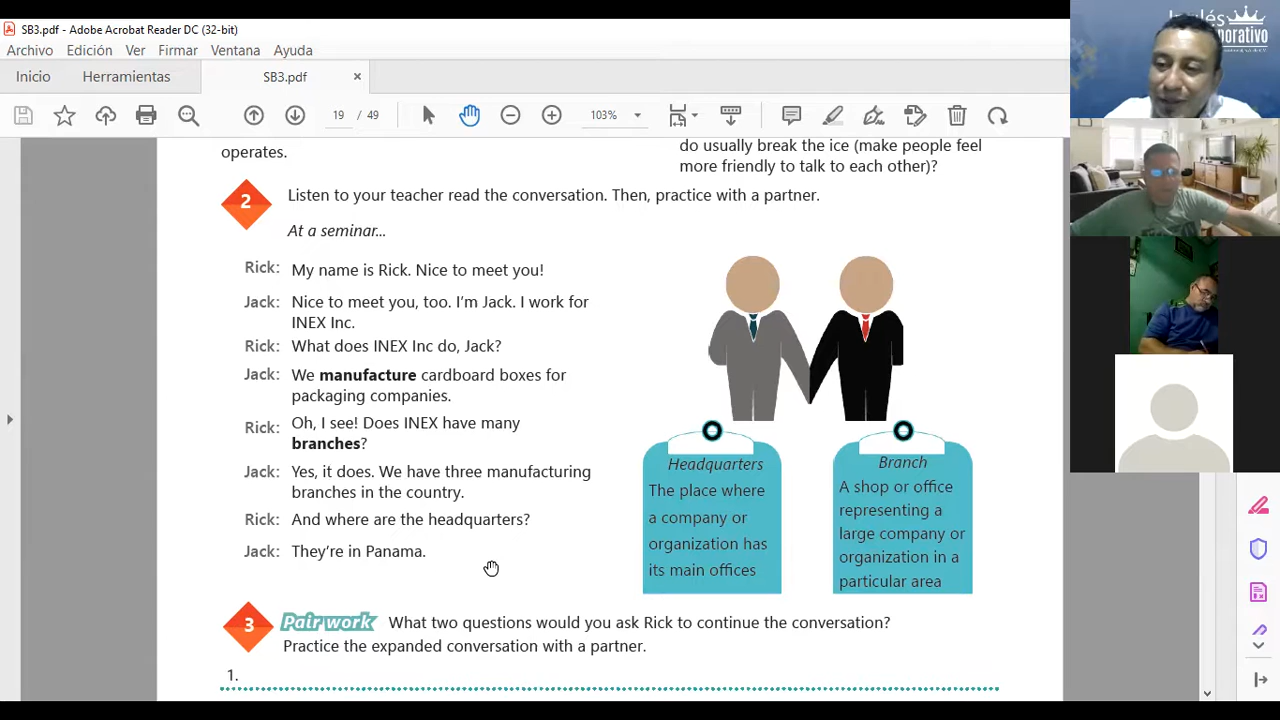 SB3.pdf - Adobe Acrobat Reader DC (32-bit)
Archivo Edición Ver Firmar Ventana Ayuda
Inicio Herramientas SB3.pdf ×
19 / 49 103%
operates.
do usually break the ice (make people feel
more friendly to talk to each other)?
2 Listen to your teacher read the conversation. Then, practice with a partner.
At a seminar...
Rick: My name is Rick. Nice to meet you!
Jack: Nice to meet you, too. I'm Jack. I work for
INEX Inc.
Rick: What does INEX Inc do, Jack?
Jack: We manufacture cardboard boxes for
packaging companies.
Rick: Oh, I see! Does INEX have many
branches?
Jack: Yes, it does. We have three manufacturing
branches in the country.
Rick: And where are the headquarters?
Jack: They're in Panama.
Headquarters
The place where
a company or
organization has
its main offices
Branch
A shop or office
representing a
large company or
organization in a
particular area
3 Pair work What two questions would you ask Rick to continue the conversation?
Practice the expanded conversation with a partner.
1.